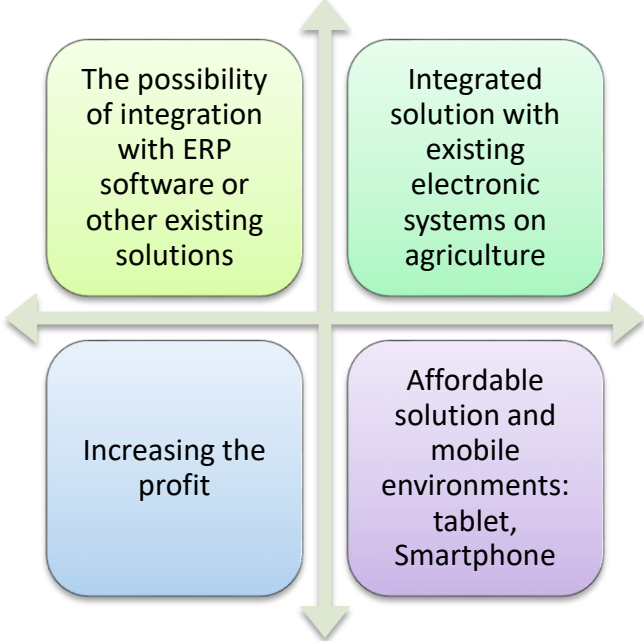 The possibility
of integration
with ERP
software or
other existing
solutions
Integrated
solution with
existing
electronic
systems on
agriculture
Increasing the
profit
Affordable
solution and
mobile
environments:
tablet,
Smartphone